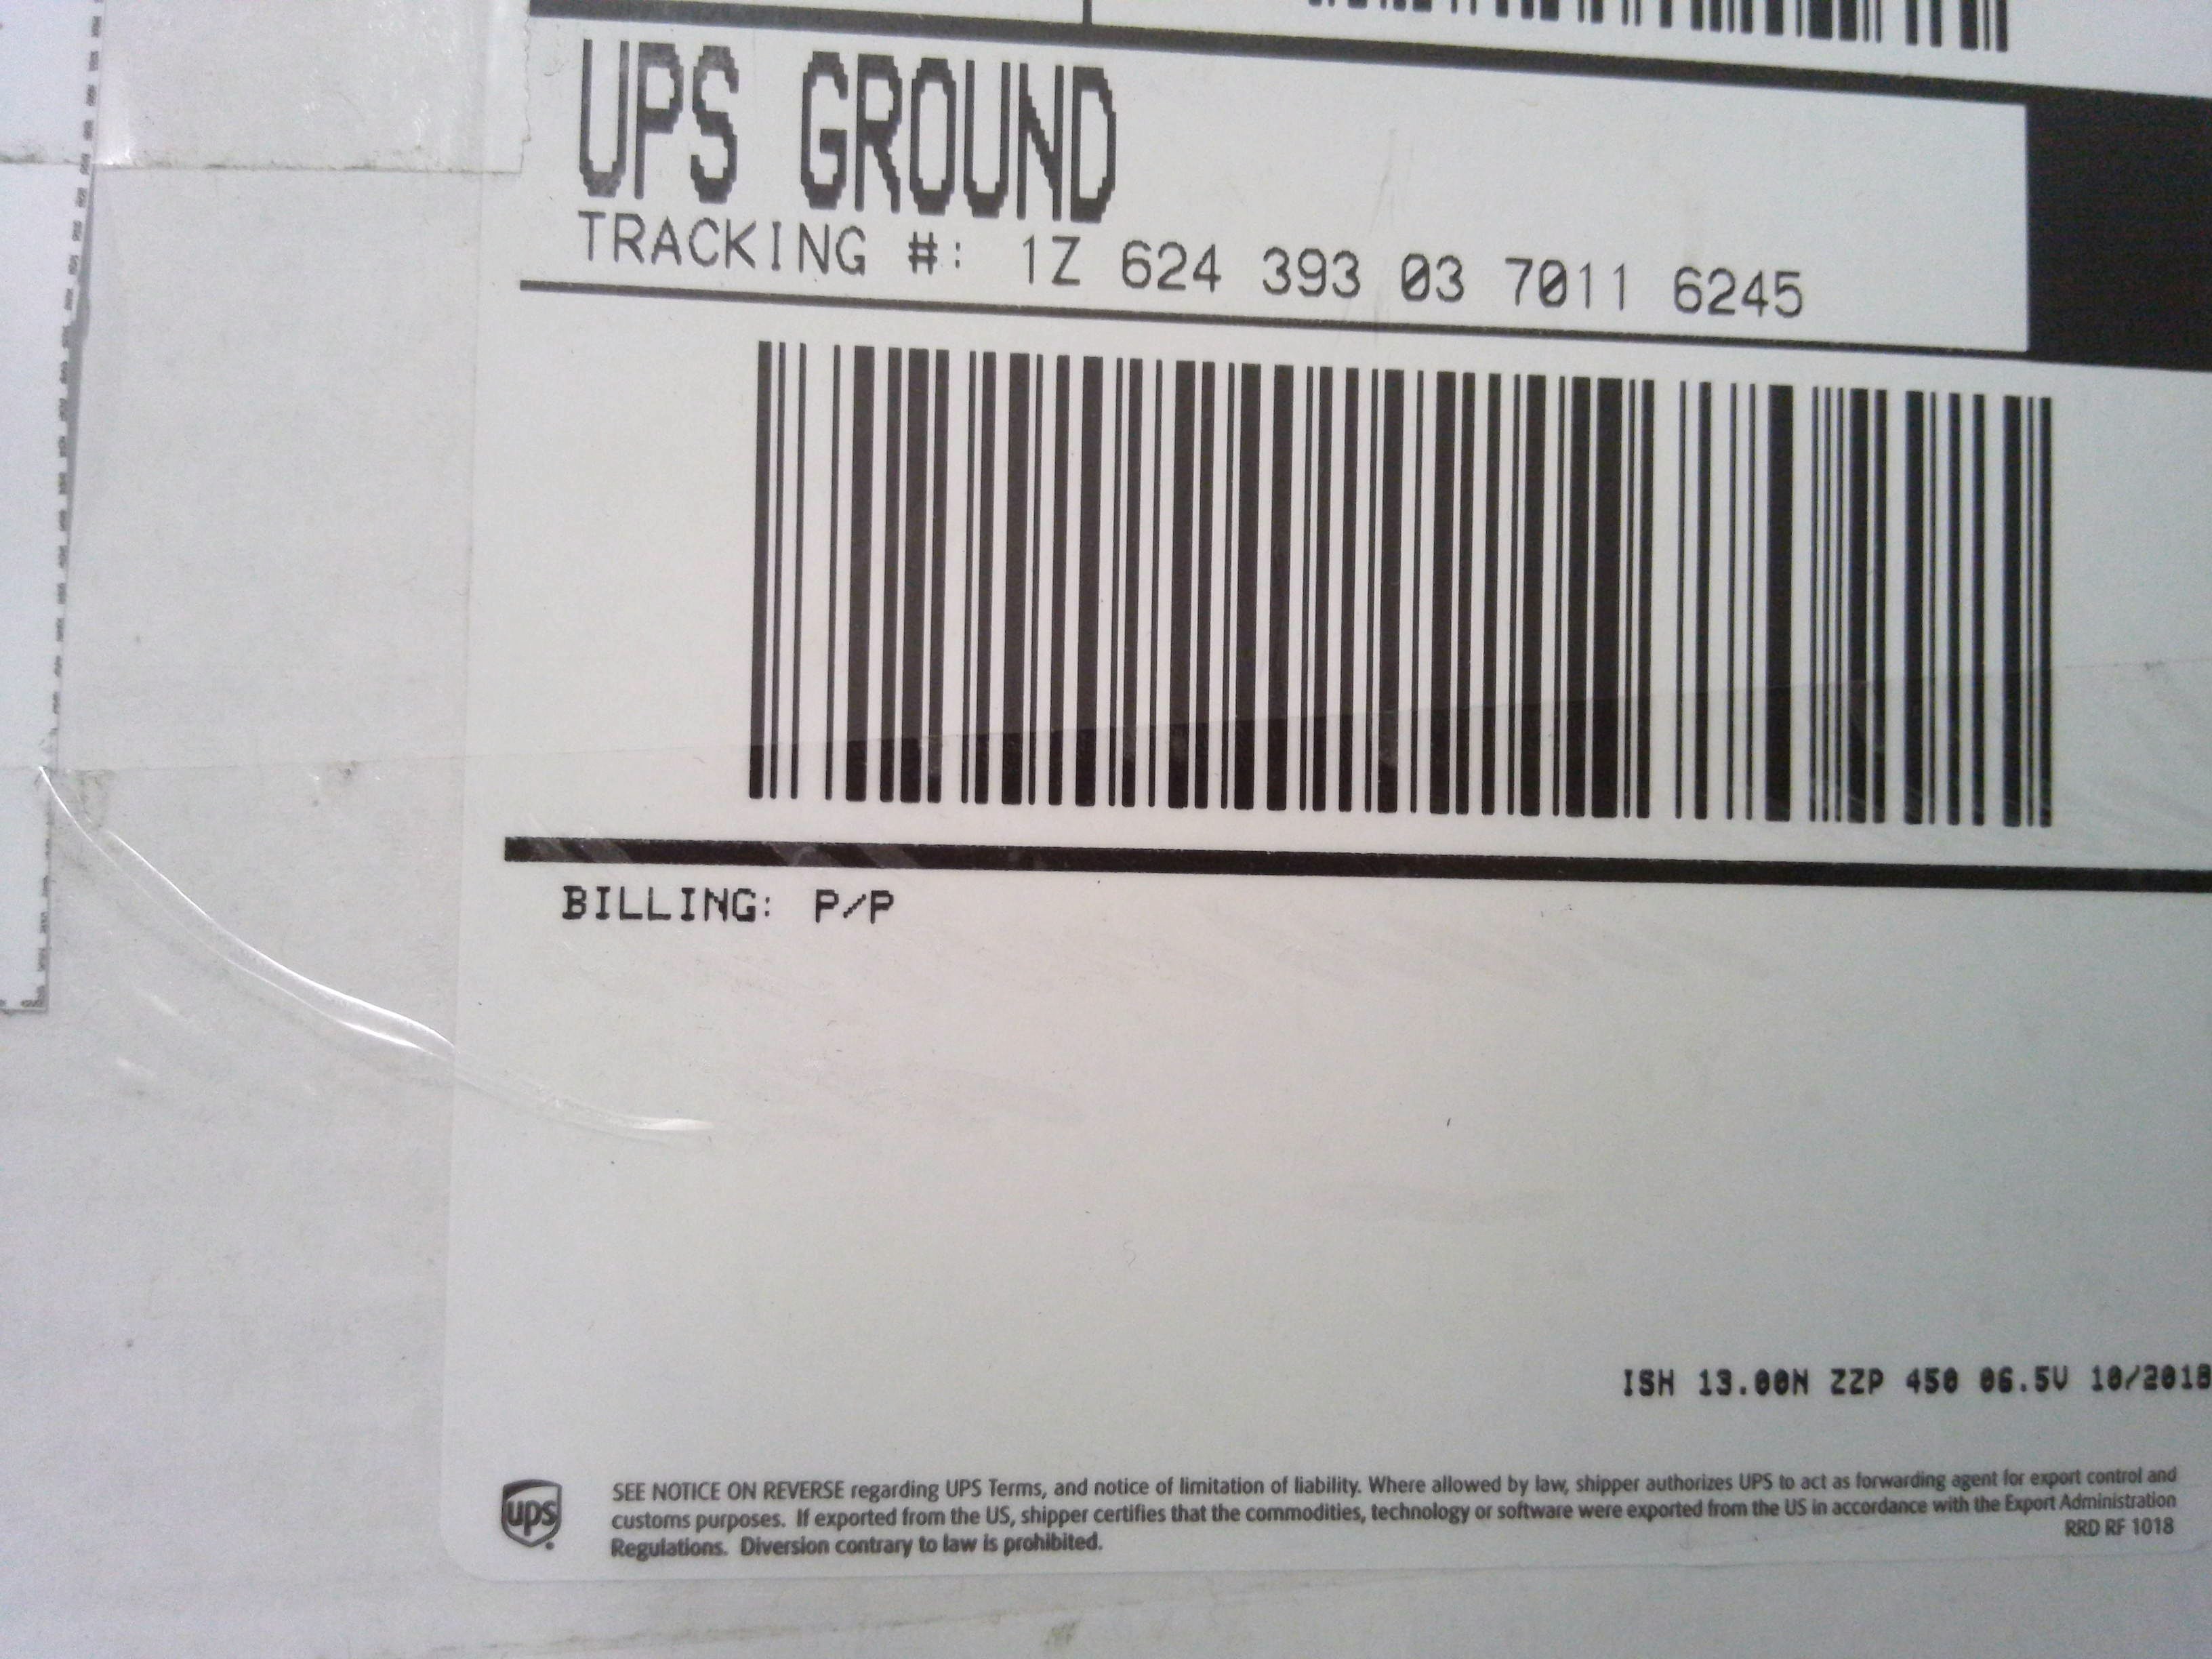 UPS GROUND
TRACKING #: 1Z 624 393 03 7011 6245
BILLING: P/P
ISH 13.00N ZZP 450 06.5V 10/2018
ups
SEE NOTICE ON REVERSE regarding UPS Terms, and notice of limitation of liability. Where allowed by law, shipper authorizes UPS to act as forwarding agent for export control and
customs purposes. If exported from the US, shipper certifies that the commodities, technology or software were exported from the US in accordance with the Export Administration
Regulations. Diversion contrary to law is prohibited.
RRD RF 1018